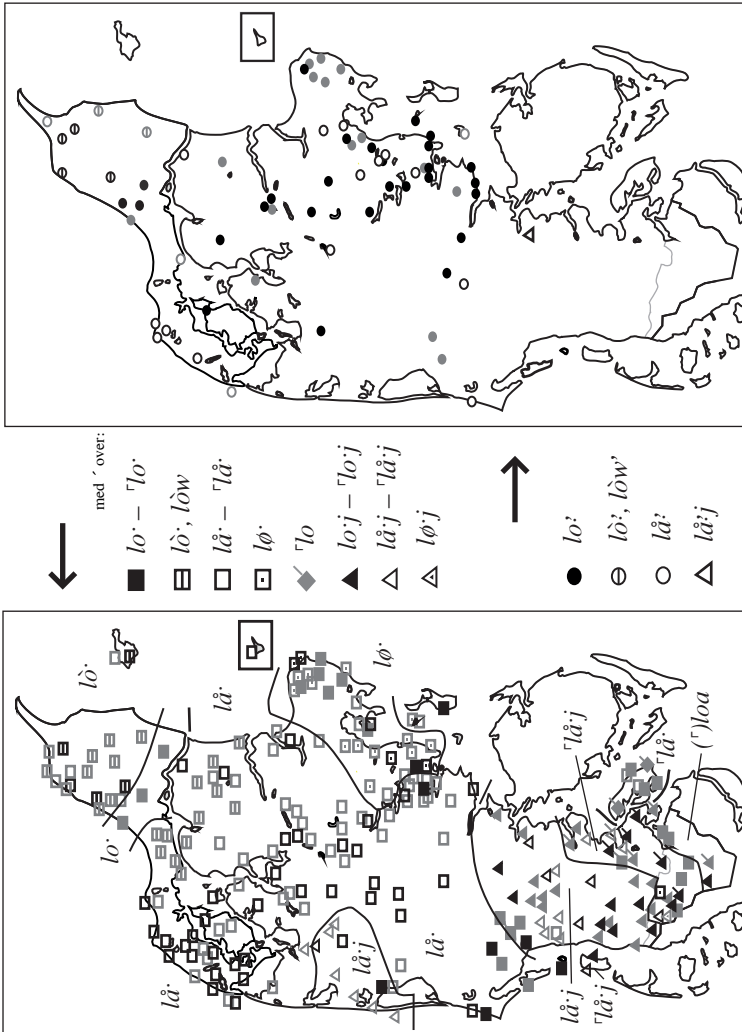 med ´ over:
lo· – ⌜lo·
lò·, lòw
lå· – ⌜lå·
lø·
⌜lo
lo·j – ⌜lo·j
lå·j – ⌜lå·j
lø·j
loˀ
lòˀ, lòwˀ
låˀ
låˀj
lò·
lo·
lå·
lå·
lø·
lå·j
lå·
⌜lå·j
⌜lå·
(⌜)loa
lå·j
⌜lå·j